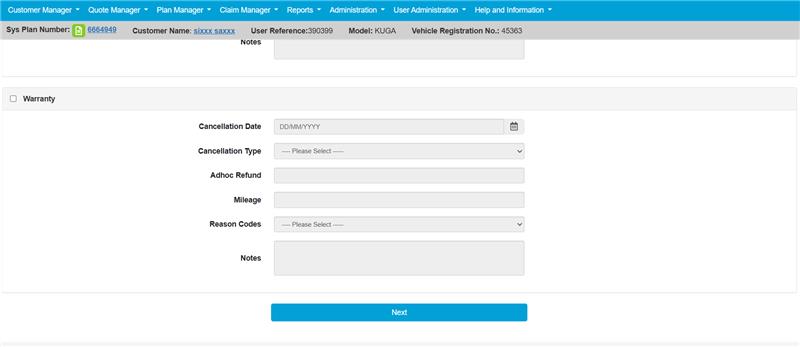 Customer Manager Quote Manager Plan Manager Claim Manager Reports Administration User Administration Help and Information
Sys Plan Number: 6664949 Customer Name: sixxx saxxx User Reference:390399 Model: KUGA Vehicle Registration No.: 45363
Notes
Warranty
Cancellation Date DD/MM/YYYY
Cancellation Type ---- Please Select -----
Adhoc Refund
Mileage
Reason Codes ---- Please Select -----
Notes
Next